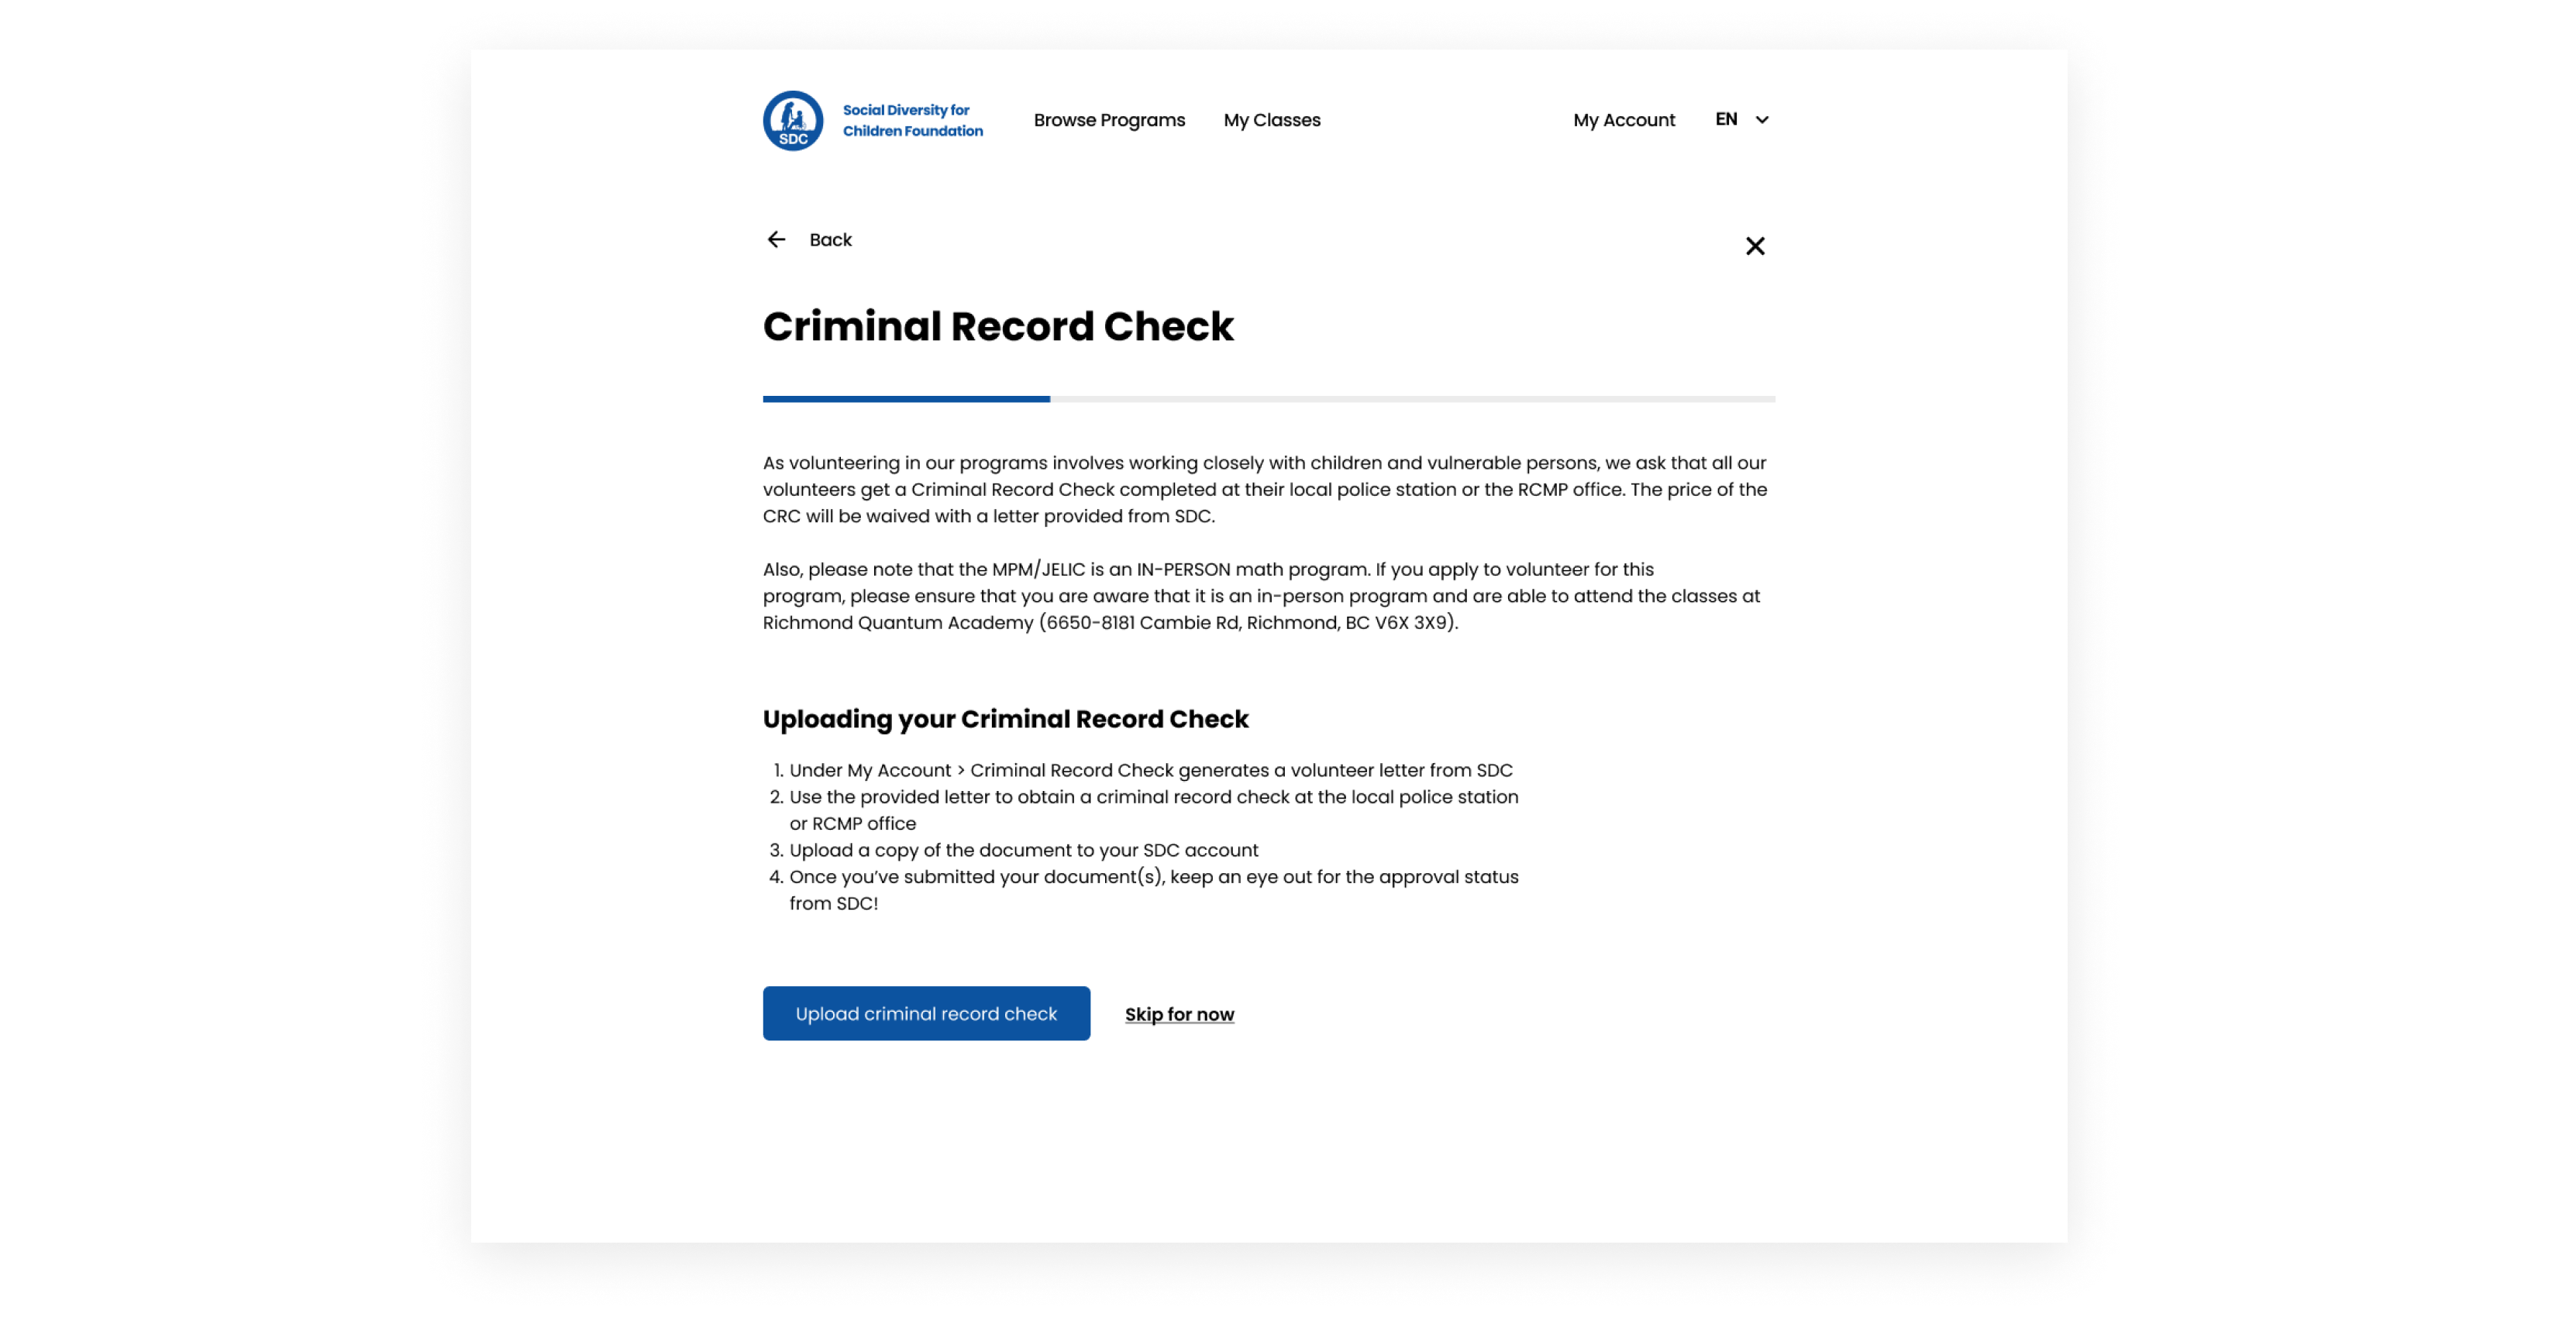 SDC
Social Diversity for
Children Foundation
Browse Programs
My Classes
My Account
EN
Back
Criminal Record Check
As volunteering in our programs involves working closely with children and vulnerable persons, we ask that all our
volunteers get a Criminal Record Check completed at their local police station or the RCMP office. The price of the
CRC will be waived with a letter provided from SDC.
Also, please note that the MPM/JELIC is an IN-PERSON math program. If you apply to volunteer for this
program, please ensure that you are aware that it is an in-person program and are able to attend the classes at
Richmond Quantum Academy (6650-8181 Cambie Rd, Richmond, BC V6X 3X9).
Uploading your Criminal Record Check
1. Under My Account > Criminal Record Check generates a volunteer letter from SDC
2. Use the provided letter to obtain a criminal record check at the local police station
or RCMP office
3. Upload a copy of the document to your SDC account
4. Once you’ve submitted your document(s), keep an eye out for the approval status
from SDC!
Upload criminal record check
Skip for now